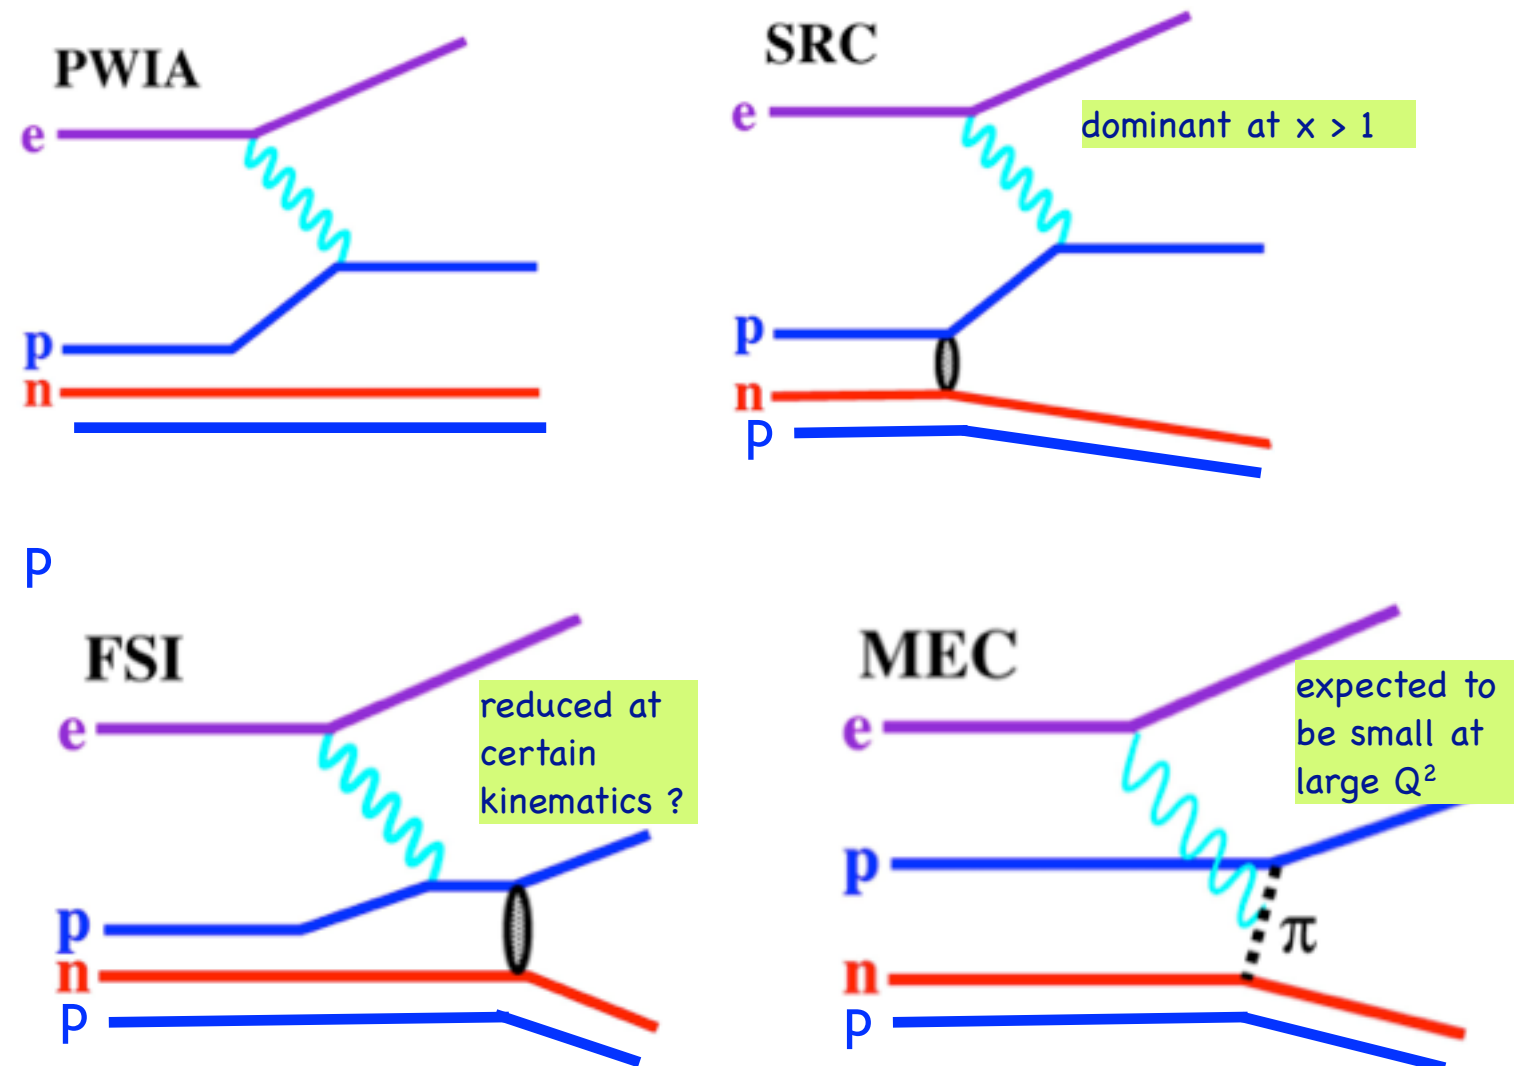 PWIA
e
p
n
SRC
e
dominant at x > 1
p
n
p
p
FSI
e
reduced at
certain
kinematics ?
p
n
p
MEC
e
expected to
be small at
large Q²
p
π
n
p